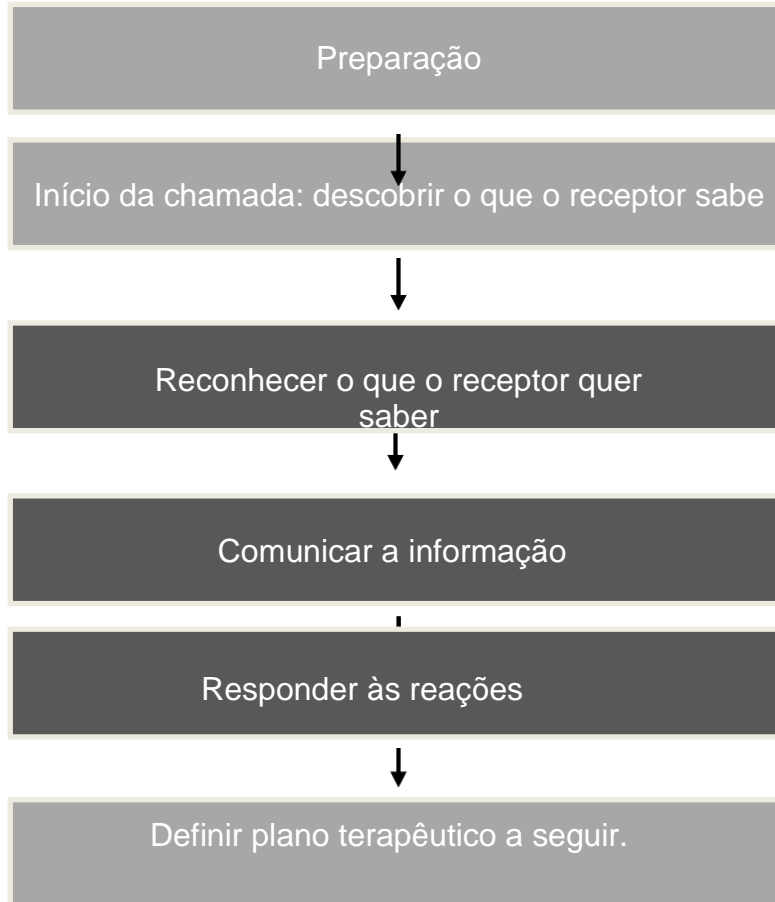 Preparação
Início da chamada: descobrir o que o receptor sabe
Reconhecer o que o receptor quer
saber
Comunicar a informação
Responder às reações
Definir plano terapêutico a seguir.